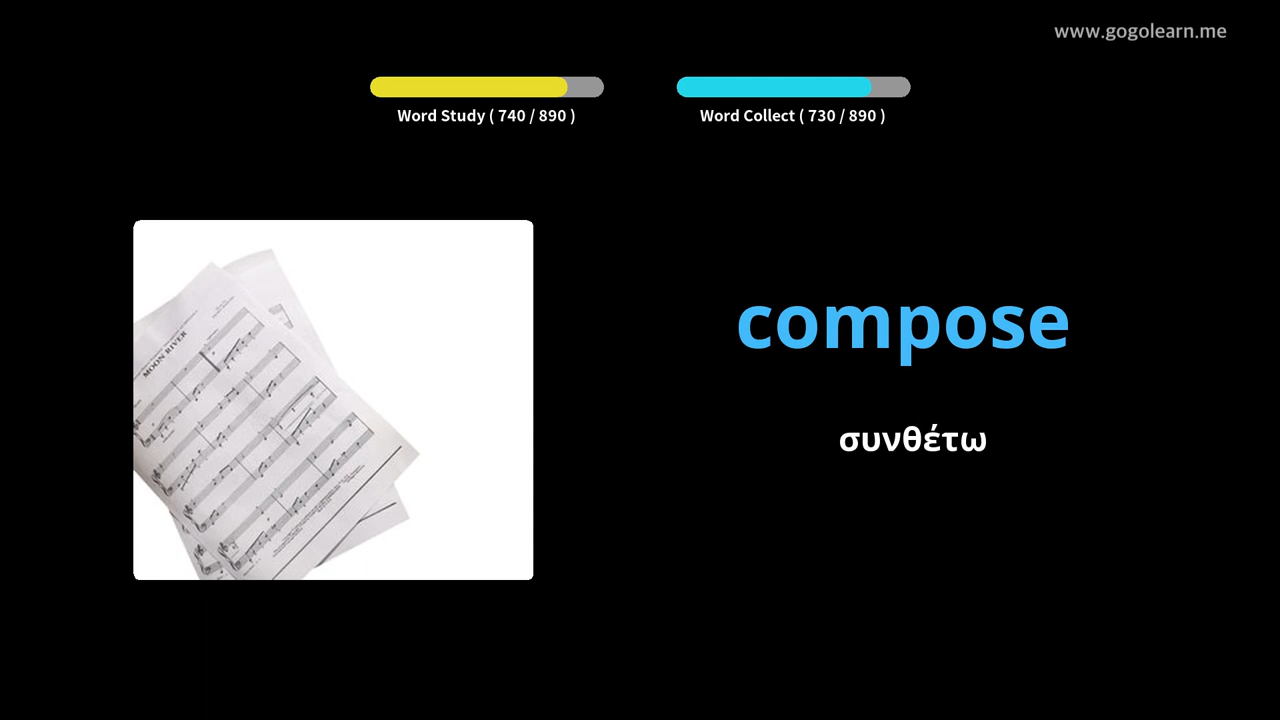 www.gogolearn.me
Word Study ( 740 / 890 )
Word Collect ( 730 / 890 )
MOON RIVER
compose
συνθέτω